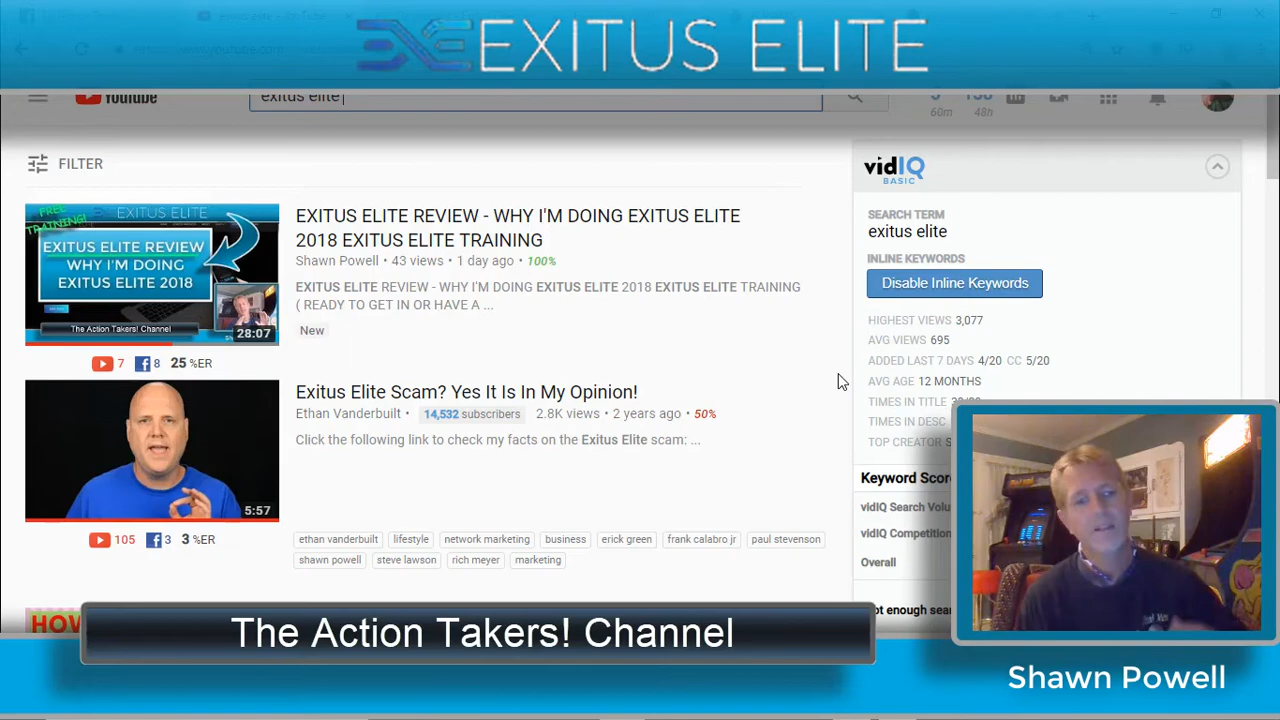 EXITUS ELITE
YouTube
exitus elite
60m
48h
FILTER
FREE
TRAINING!
EXITUS ELITE
EXITUS ELITE REVIEW
WHY I'M DOING
EXITUS ELITE 2018
The Action Takers! Channel
28:07
EXITUS ELITE REVIEW - WHY I'M DOING EXITUS ELITE
2018 EXITUS ELITE TRAINING
Shawn Powell • 43 views • 1 day ago • 100%
EXITUS ELITE REVIEW - WHY I'M DOING EXITUS ELITE 2018 EXITUS ELITE TRAINING
( READY TO GET IN OR HAVE A ...
New
7 8 25 %ER
Exitus Elite Scam? Yes It Is In My Opinion!
Ethan Vanderbuilt • 14,532 subscribers • 2.8K views • 2 years ago • 50%
Click the following link to check my facts on the Exitus Elite scam: ...
5:57
105 3 3 %ER
ethan vanderbuilt lifestyle network marketing business erick green frank calabro jr paul stevenson
shawn powell steve lawson rich meyer marketing
vidIQ
BASIC
SEARCH TERM
exitus elite
INLINE KEYWORDS
Disable Inline Keywords
HIGHEST VIEWS 3,077
AVG VIEWS 695
ADDED LAST 7 DAYS 4/20 CC 5/20
AVG AGE 12 MONTHS
TIMES IN TITLE
TIMES IN DESC
TOP CREATOR S
Keyword Scor
vidIQ Search Volu
vidIQ Competition
Overall
ot enough sear
HOW
The Action Takers! Channel
Shawn Powell